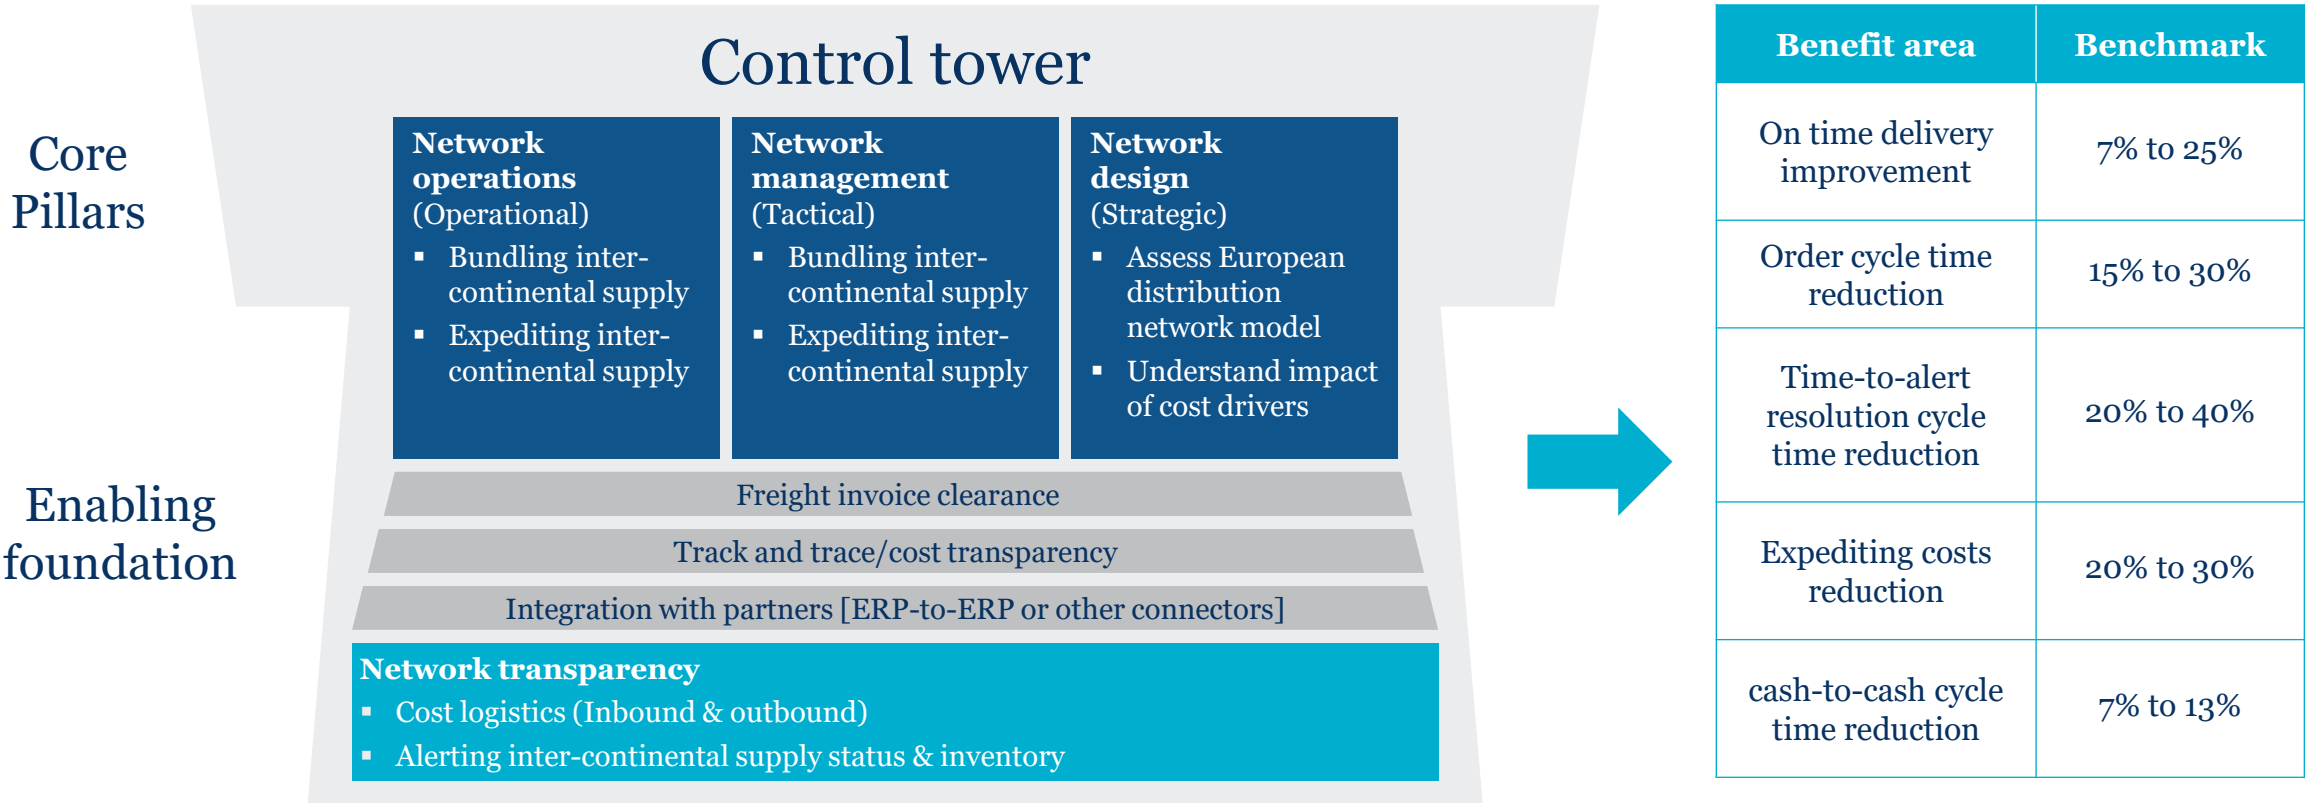 Control tower
Core
Pillars
Network
operations
(Operational)
▪ Bundling inter-
continental supply
▪ Expediting inter-
continental supply
Network
management
(Tactical)
▪ Bundling inter-
continental supply
▪ Expediting inter-
continental supply
Network
design
(Strategic)
▪ Assess European
distribution
network model
▪ Understand impact
of cost drivers
Enabling
foundation
Freight invoice clearance
Track and trace/cost transparency
Integration with partners [ERP-to-ERP or other connectors]
Network transparency
▪ Cost logistics (Inbound & outbound)
▪ Alerting inter-continental supply status & inventory
Benefit area
Benchmark
On time delivery
improvement
7% to 25%
Order cycle time
reduction
15% to 30%
Time-to-alert
resolution cycle
time reduction
20% to 40%
Expediting costs
reduction
20% to 30%
cash-to-cash cycle
time reduction
7% to 13%